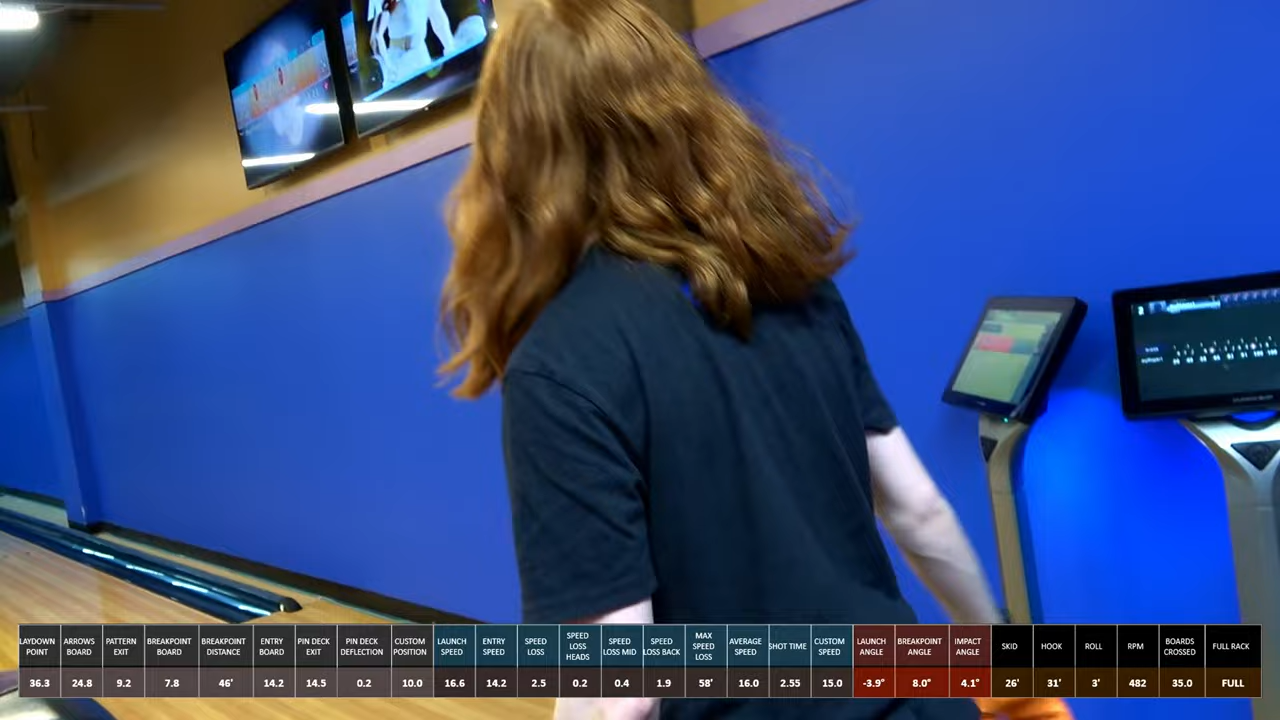 LAYDOWN POINT ARROWS BOARD PATTERN EXIT BREAKPOINT BOARD BREAKPOINT DISTANCE ENTRY BOARD PIN DECK EXIT PIN DECK DEFLECTION CUSTOM POSITION LAUNCH SPEED ENTRY SPEED SPEED LOSS SPEED LOSS HEADS SPEED LOSS MID SPEED LOSS BACK MAX SPEED LOSS AVERAGE SPEED SHOT TIME CUSTOM SPEED LAUNCH ANGLE BREAKPOINT ANGLE IMPACT ANGLE SKID HOOK ROLL RPM BOARDS CROSSED FULL RACK
36.3 24.8 9.2 7.8 46' 14.2 14.5 0.2 10.0 16.6 14.2 2.5 0.2 0.4 1.9 58' 16.0 2.55 15.0 -3.9° 8.0° 4.1° 26' 31' 3' 482 35.0 FULL